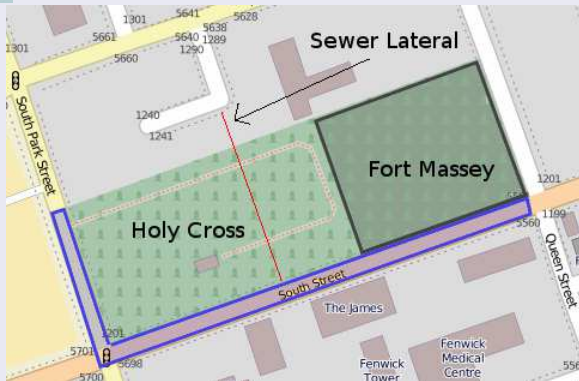 5641
5628
1301
5661
5638
5640
1289
1290
1301
5660
Sewer Lateral
1240
1241
South Park Street
Fort Massey
Holy Cross
1201
1199
5560
Queen Street
South Street
The James
1201
5701
5698
5700
Fenwick
Tower
Fenwick
Medical
Centre